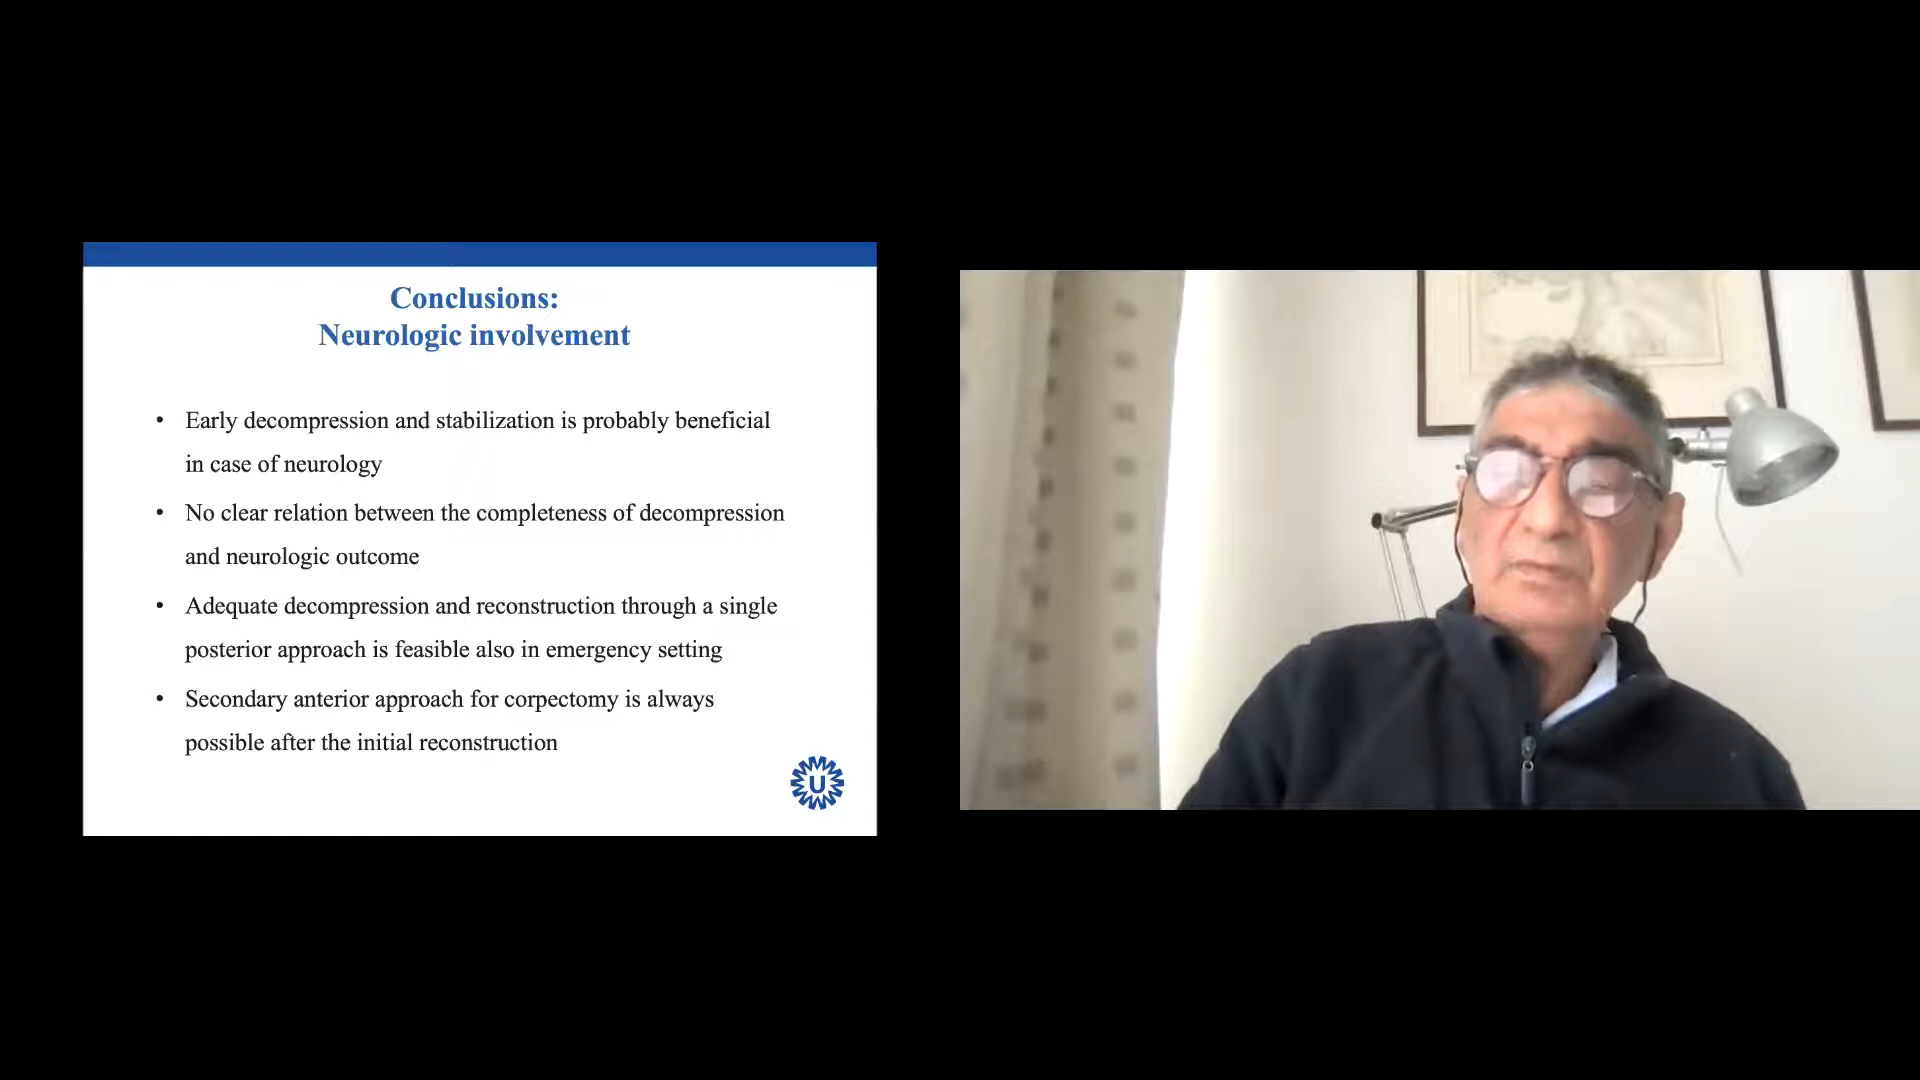 Conclusions:
Neurologic involvement
• Early decompression and stabilization is probably beneficial
in case of neurology
• No clear relation between the completeness of decompression
and neurologic outcome
• Adequate decompression and reconstruction through a single
posterior approach is feasible also in emergency setting
• Secondary anterior approach for corpectomy is always
possible after the initial reconstruction
U